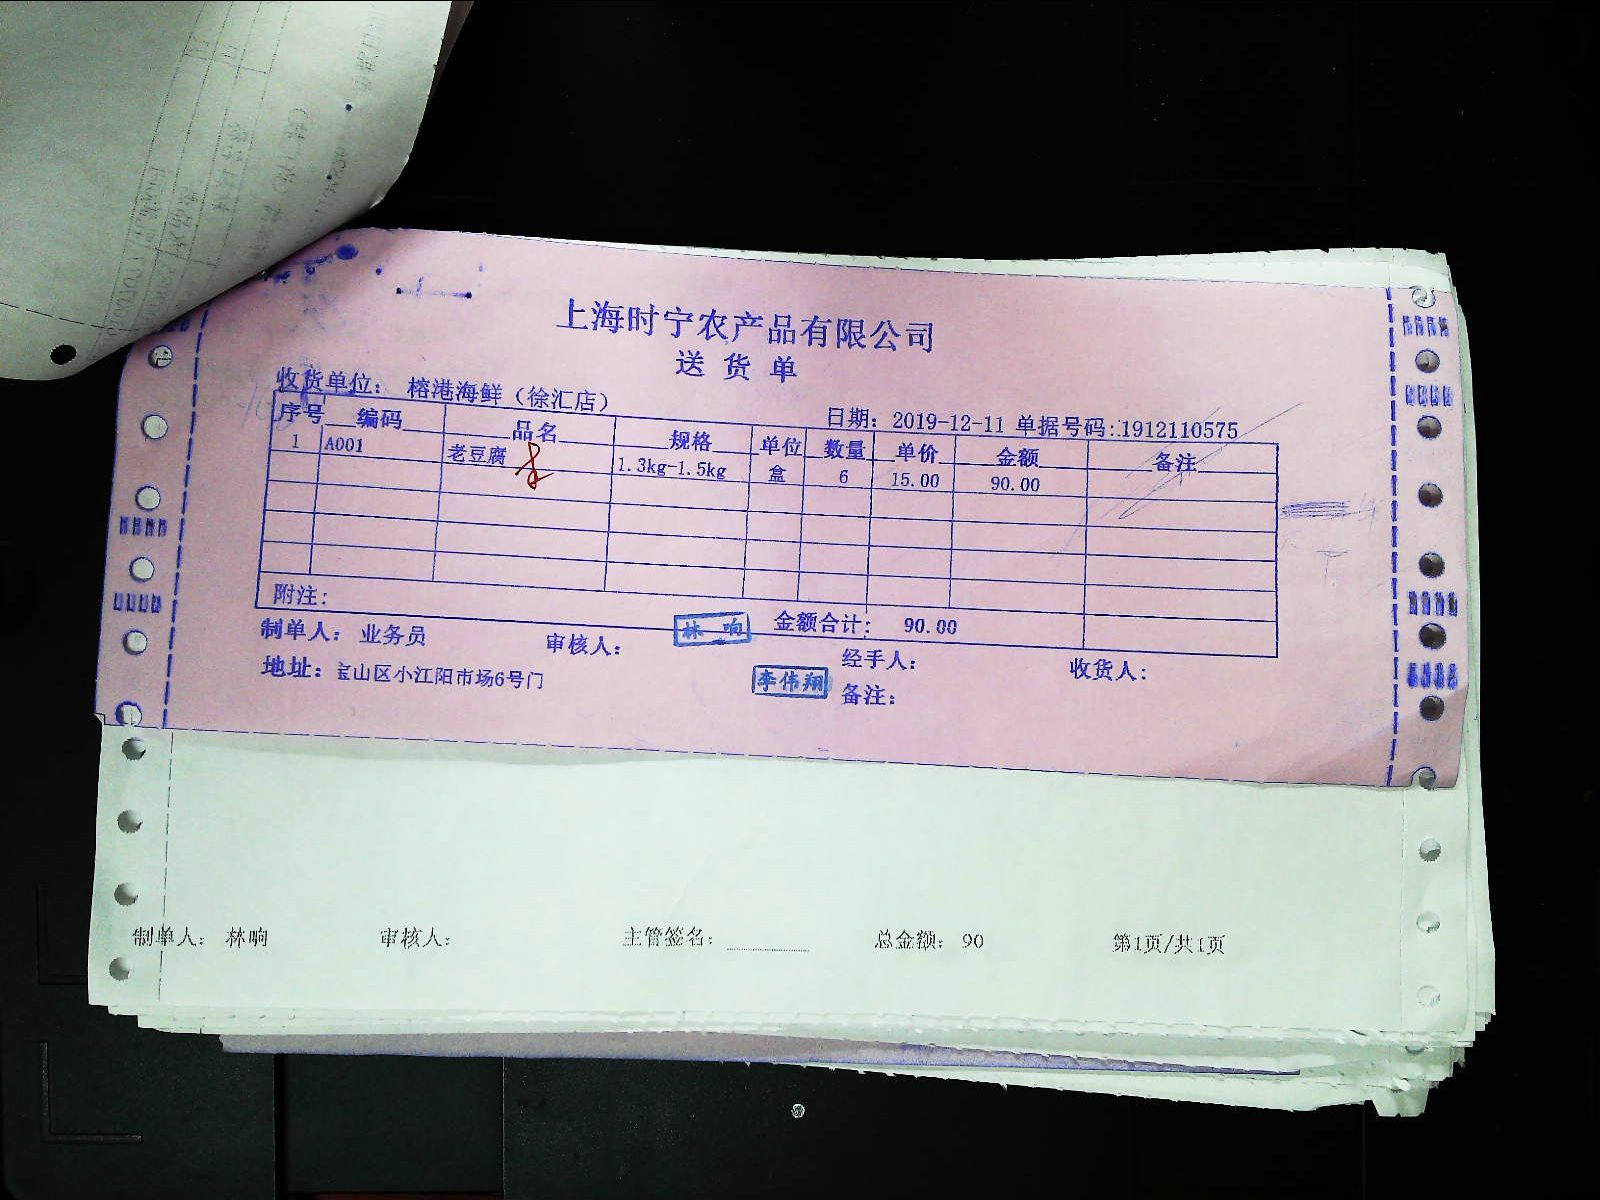 上海时宁农产品有限公司
送货单
收货单位： 榕港海鲜（徐汇店）
日期：2019-12-11 单据号码：1912110575
序号 编码 品名 规格 单位 数量 单价 金额 备注
1 A001 老豆腐 1.3kg-1.5kg 盒 6 15.00 90.00
附注：
金额合计： 90.00
制单人： 业务员 审核人： 林响 经手人： 收货人：
地址：宝山区小江阳市场6号门 李伟翔 备注：
制单人： 林响 审核人： 主管签名： 总金额： 90 第1页/共1页